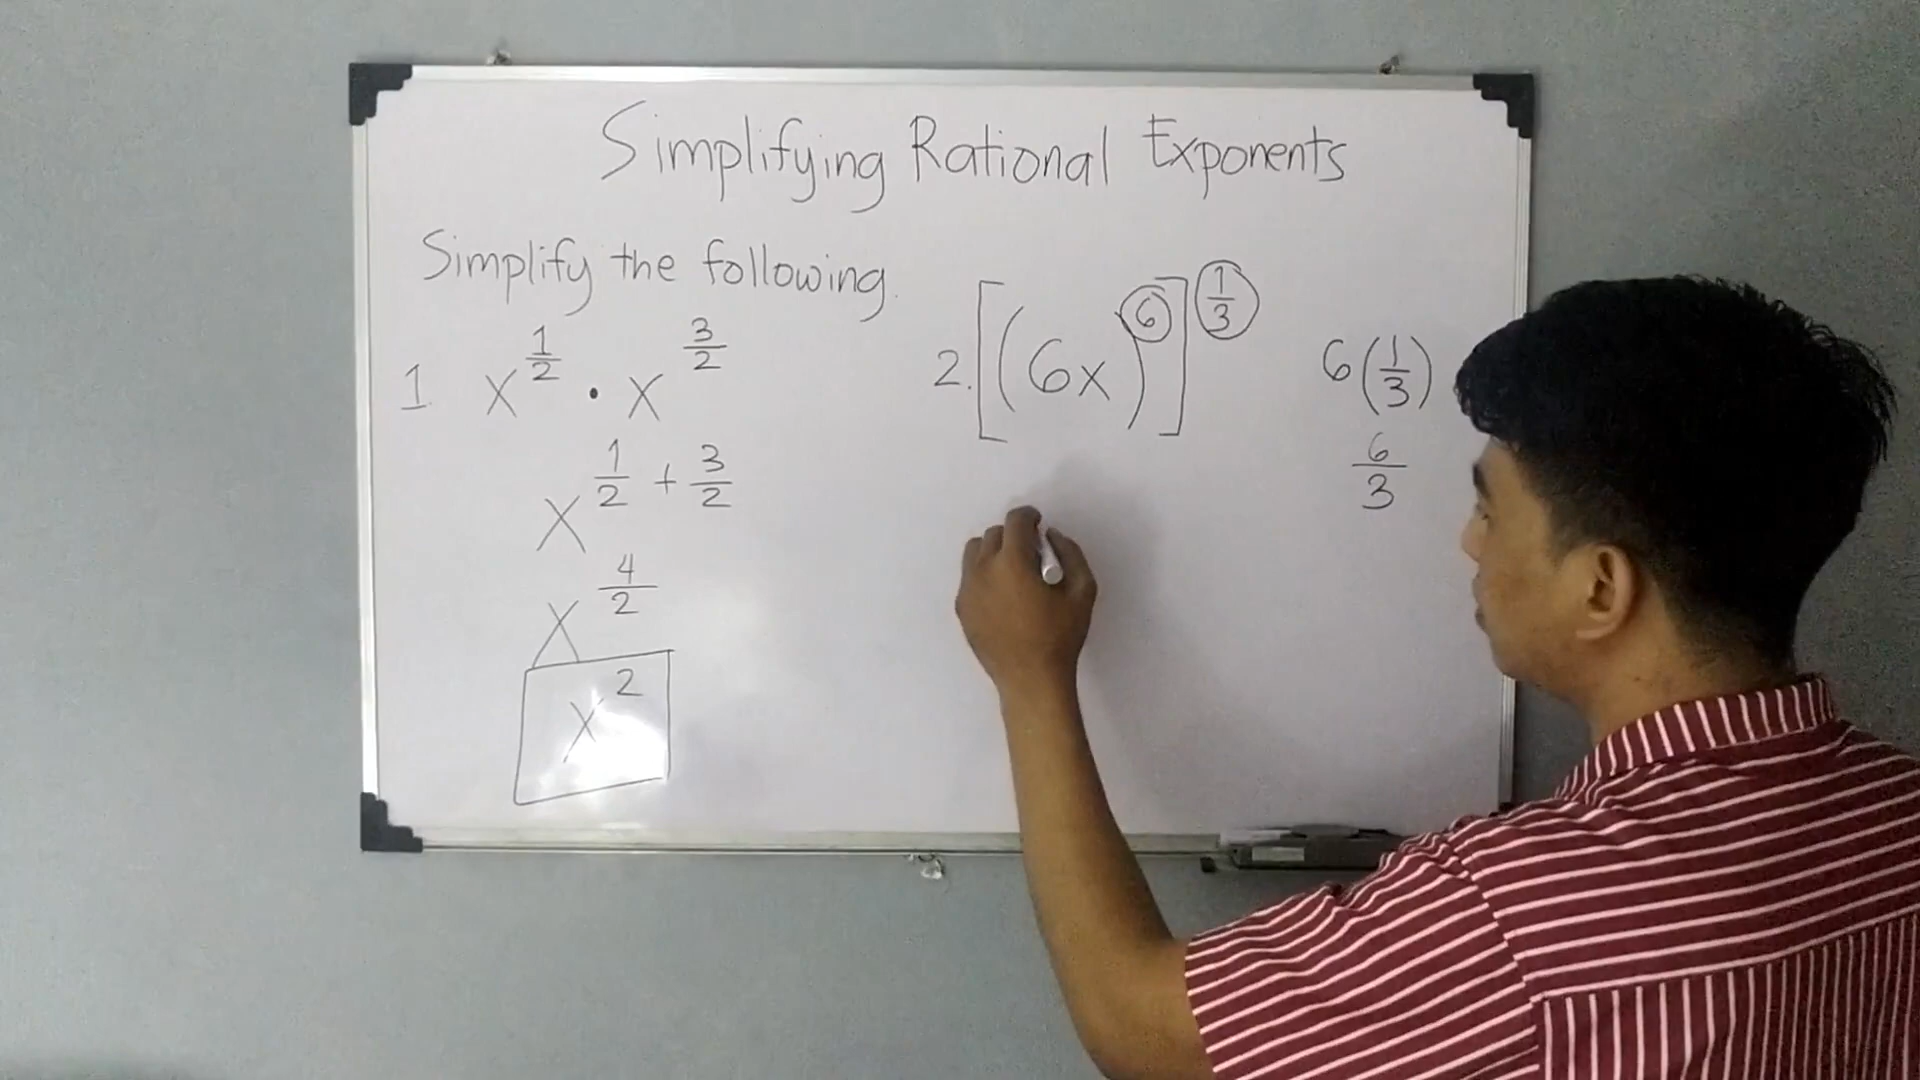 Simplifying Rational Exponents
Simplify the following.
1. x^(1/2) · x^(3/2)
x^(1/2 + 3/2)
x^(4/2)
x^2
2. [(6x)^6]^(1/3)
6(1/3)
6/3